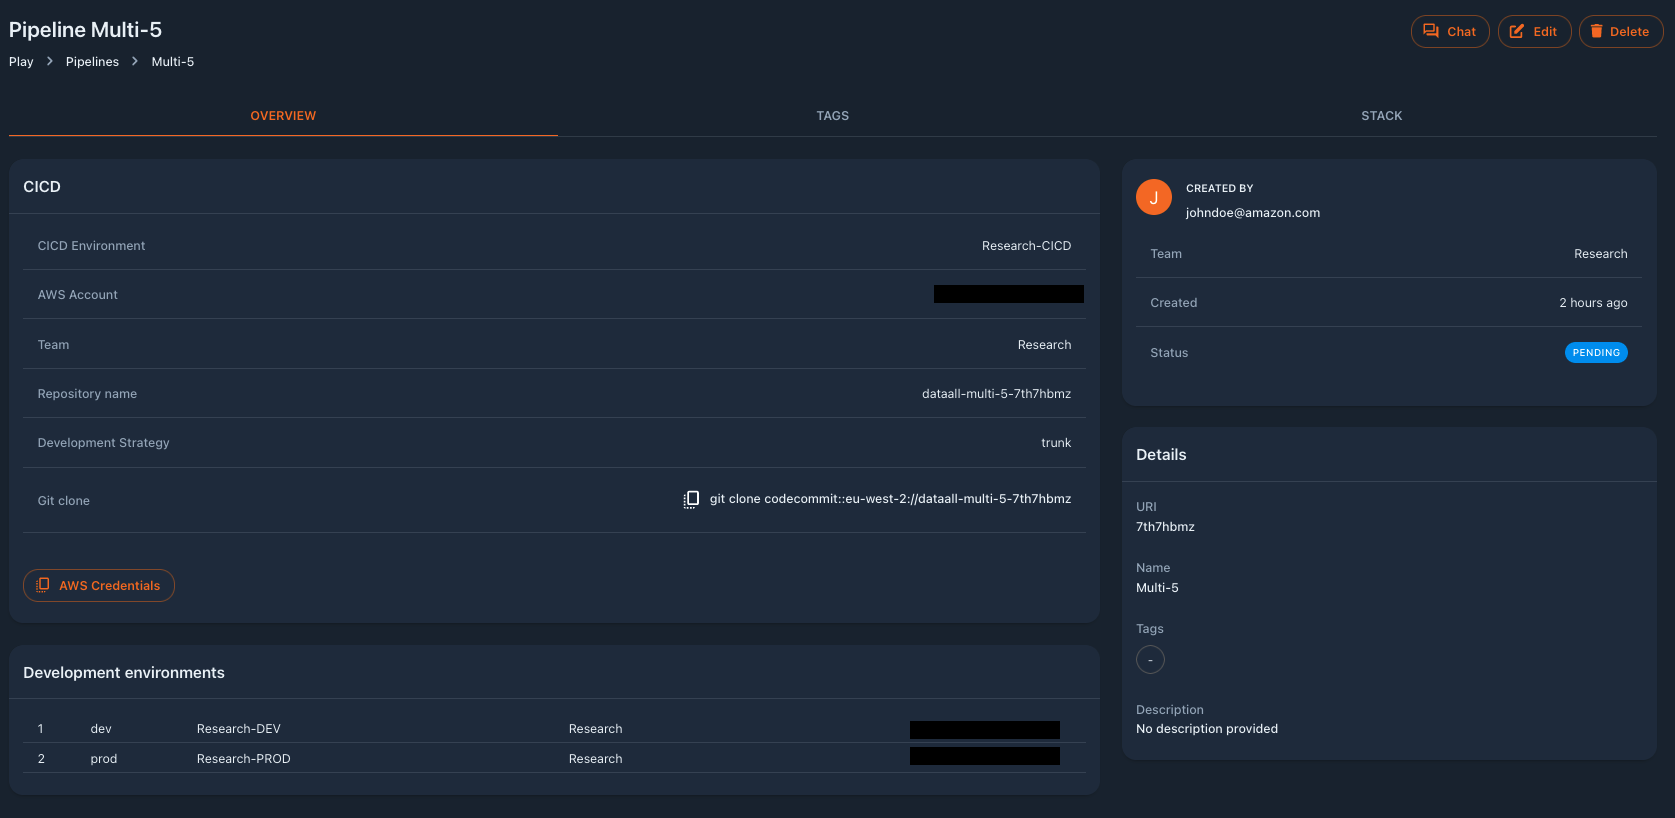 Pipeline Multi-5
Chat
Edit
Delete
Play > Pipelines > Multi-5
OVERVIEW
TAGS
STACK
CICD
CICD Environment Research-CICD
AWS Account
Team Research
Repository name dataall-multi-5-7th7hbmz
Development Strategy trunk
Git clone git clone codecommit::eu-west-2://dataall-multi-5-7th7hbmz
AWS Credentials
Development environments
1 dev Research-DEV Research
2 prod Research-PROD Research
J
CREATED BY
johndoe@amazon.com
Team Research
Created 2 hours ago
Status PENDING
Details
URI
7th7hbmz
Name
Multi-5
Tags
-
Description
No description provided